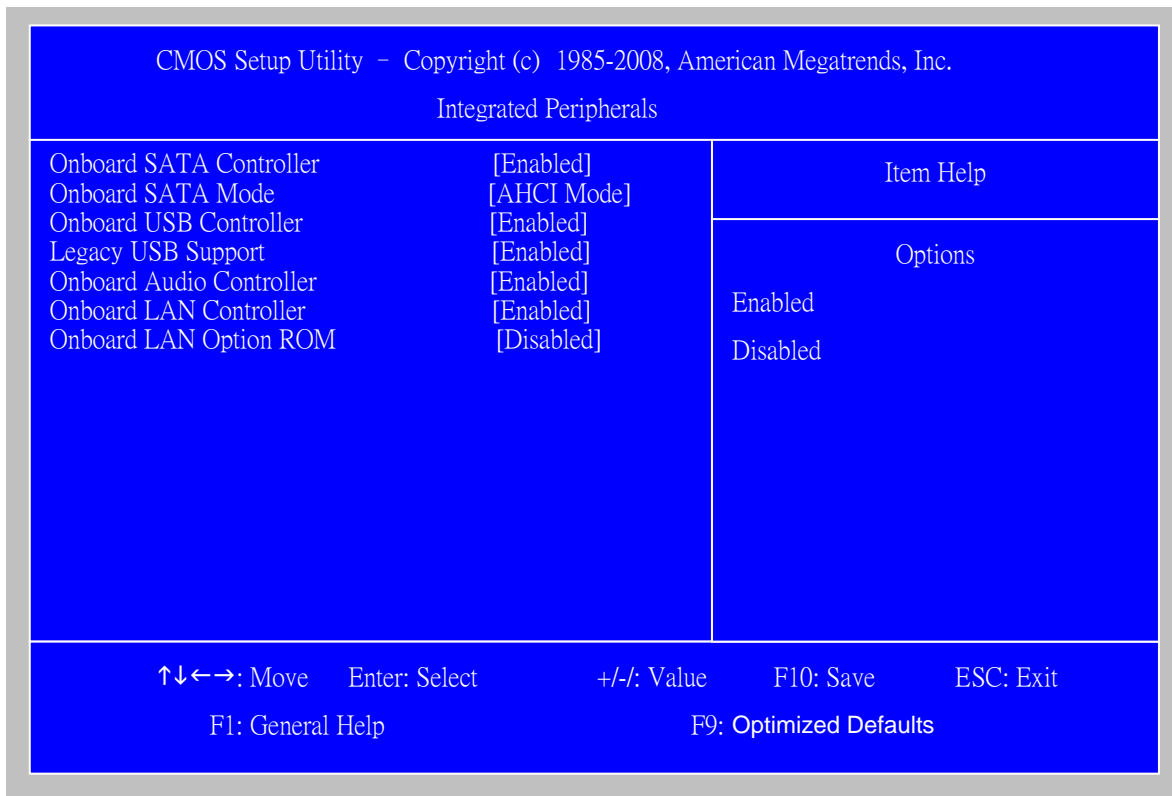 CMOS Setup Utility – Copyright (c) 1985-2008, American Megatrends, Inc.
Integrated Peripherals
Onboard SATA Controller [Enabled]
Onboard SATA Mode [AHCI Mode]
Onboard USB Controller [Enabled]
Legacy USB Support [Enabled]
Onboard Audio Controller [Enabled]
Onboard LAN Controller [Enabled]
Onboard LAN Option ROM [Disabled]
Item Help
Options
Enabled
Disabled
↑↓←→: Move Enter: Select +/-/: Value F10: Save ESC: Exit
F1: General Help F9: Optimized Defaults